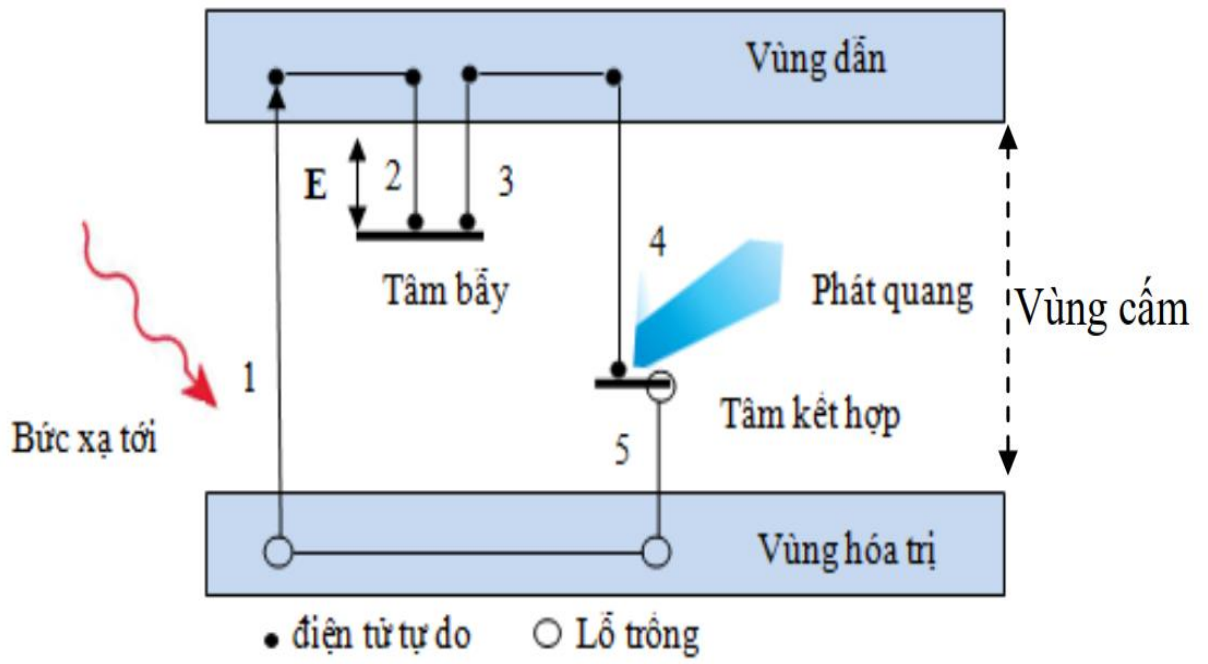 Vùng dẫn
E
2
3
Tâm bẫy
4
Phát quang
Vùng cấm
1
Bức xạ tới
Tâm kết hợp
5
Vùng hóa trị
điện tử tự do
Lỗ trống